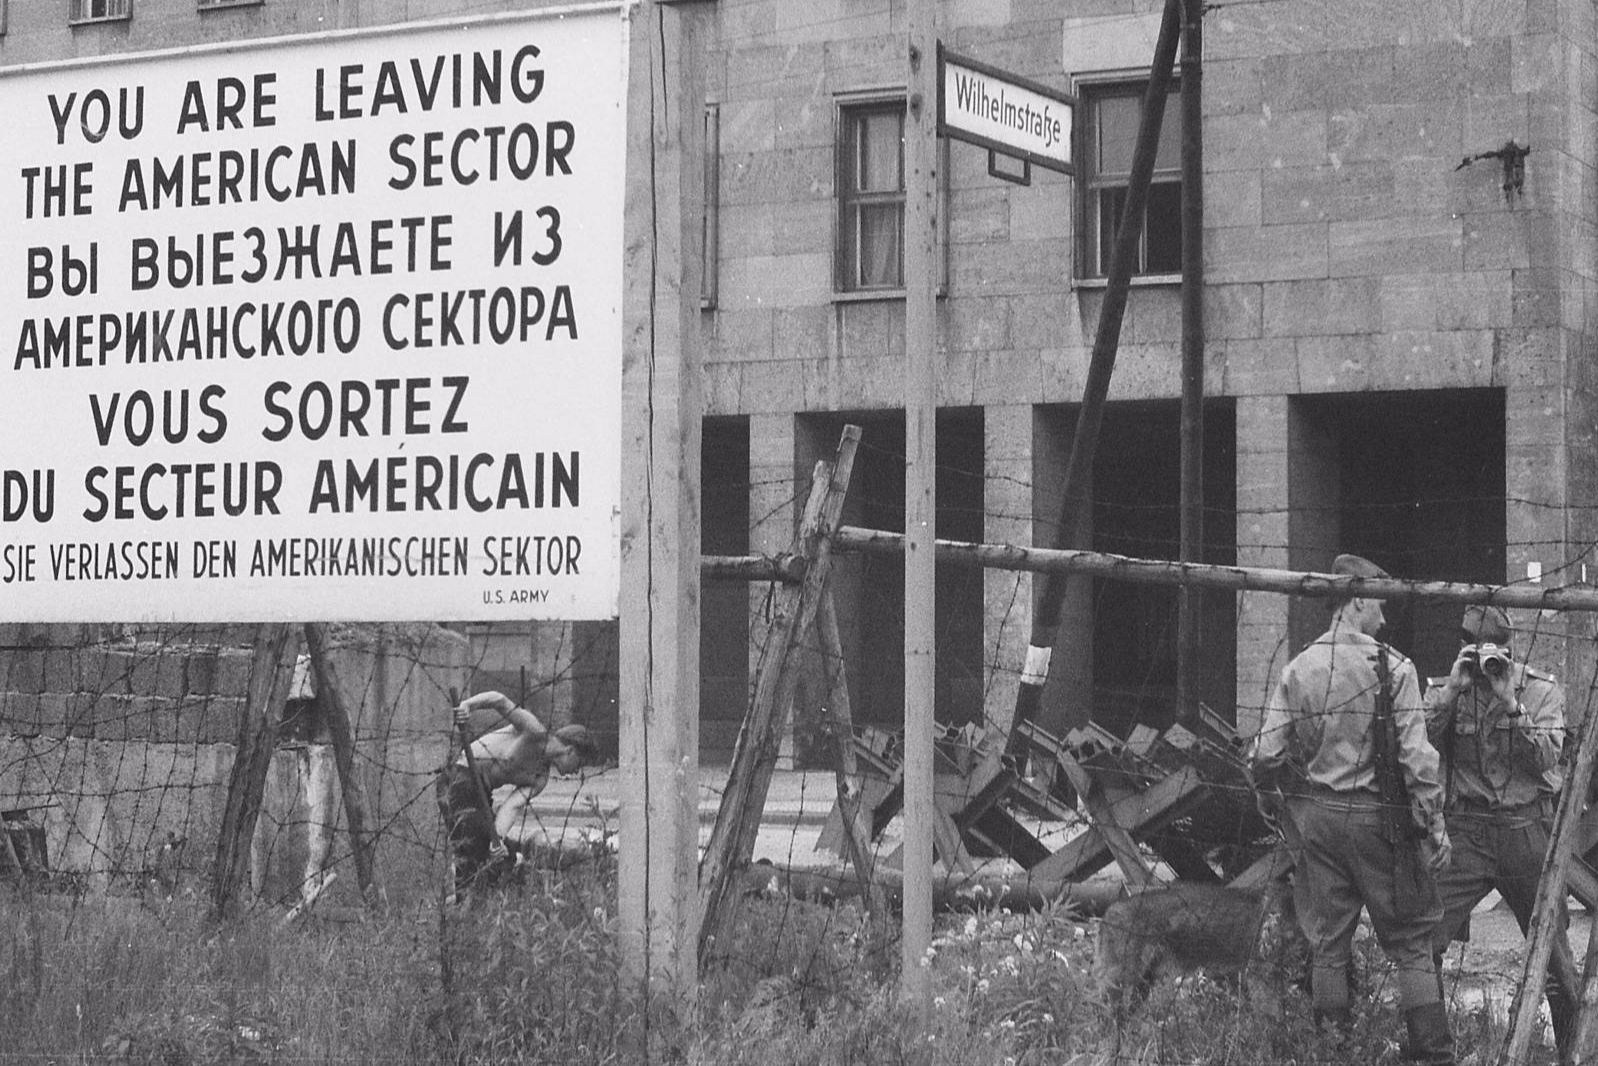 YOU ARE LEAVING
THE AMERICAN SECTOR
ВЫ ВЫЕЗЖАЕТЕ ИЗ
АМЕРИКАНСКОГО СЕКТОРА
VOUS SORTEZ
DU SECTEUR AMÉRICAIN
SIE VERLASSEN DEN AMERIKANISCHEN SEKTOR
U.S. ARMY
Wilhelmstraße